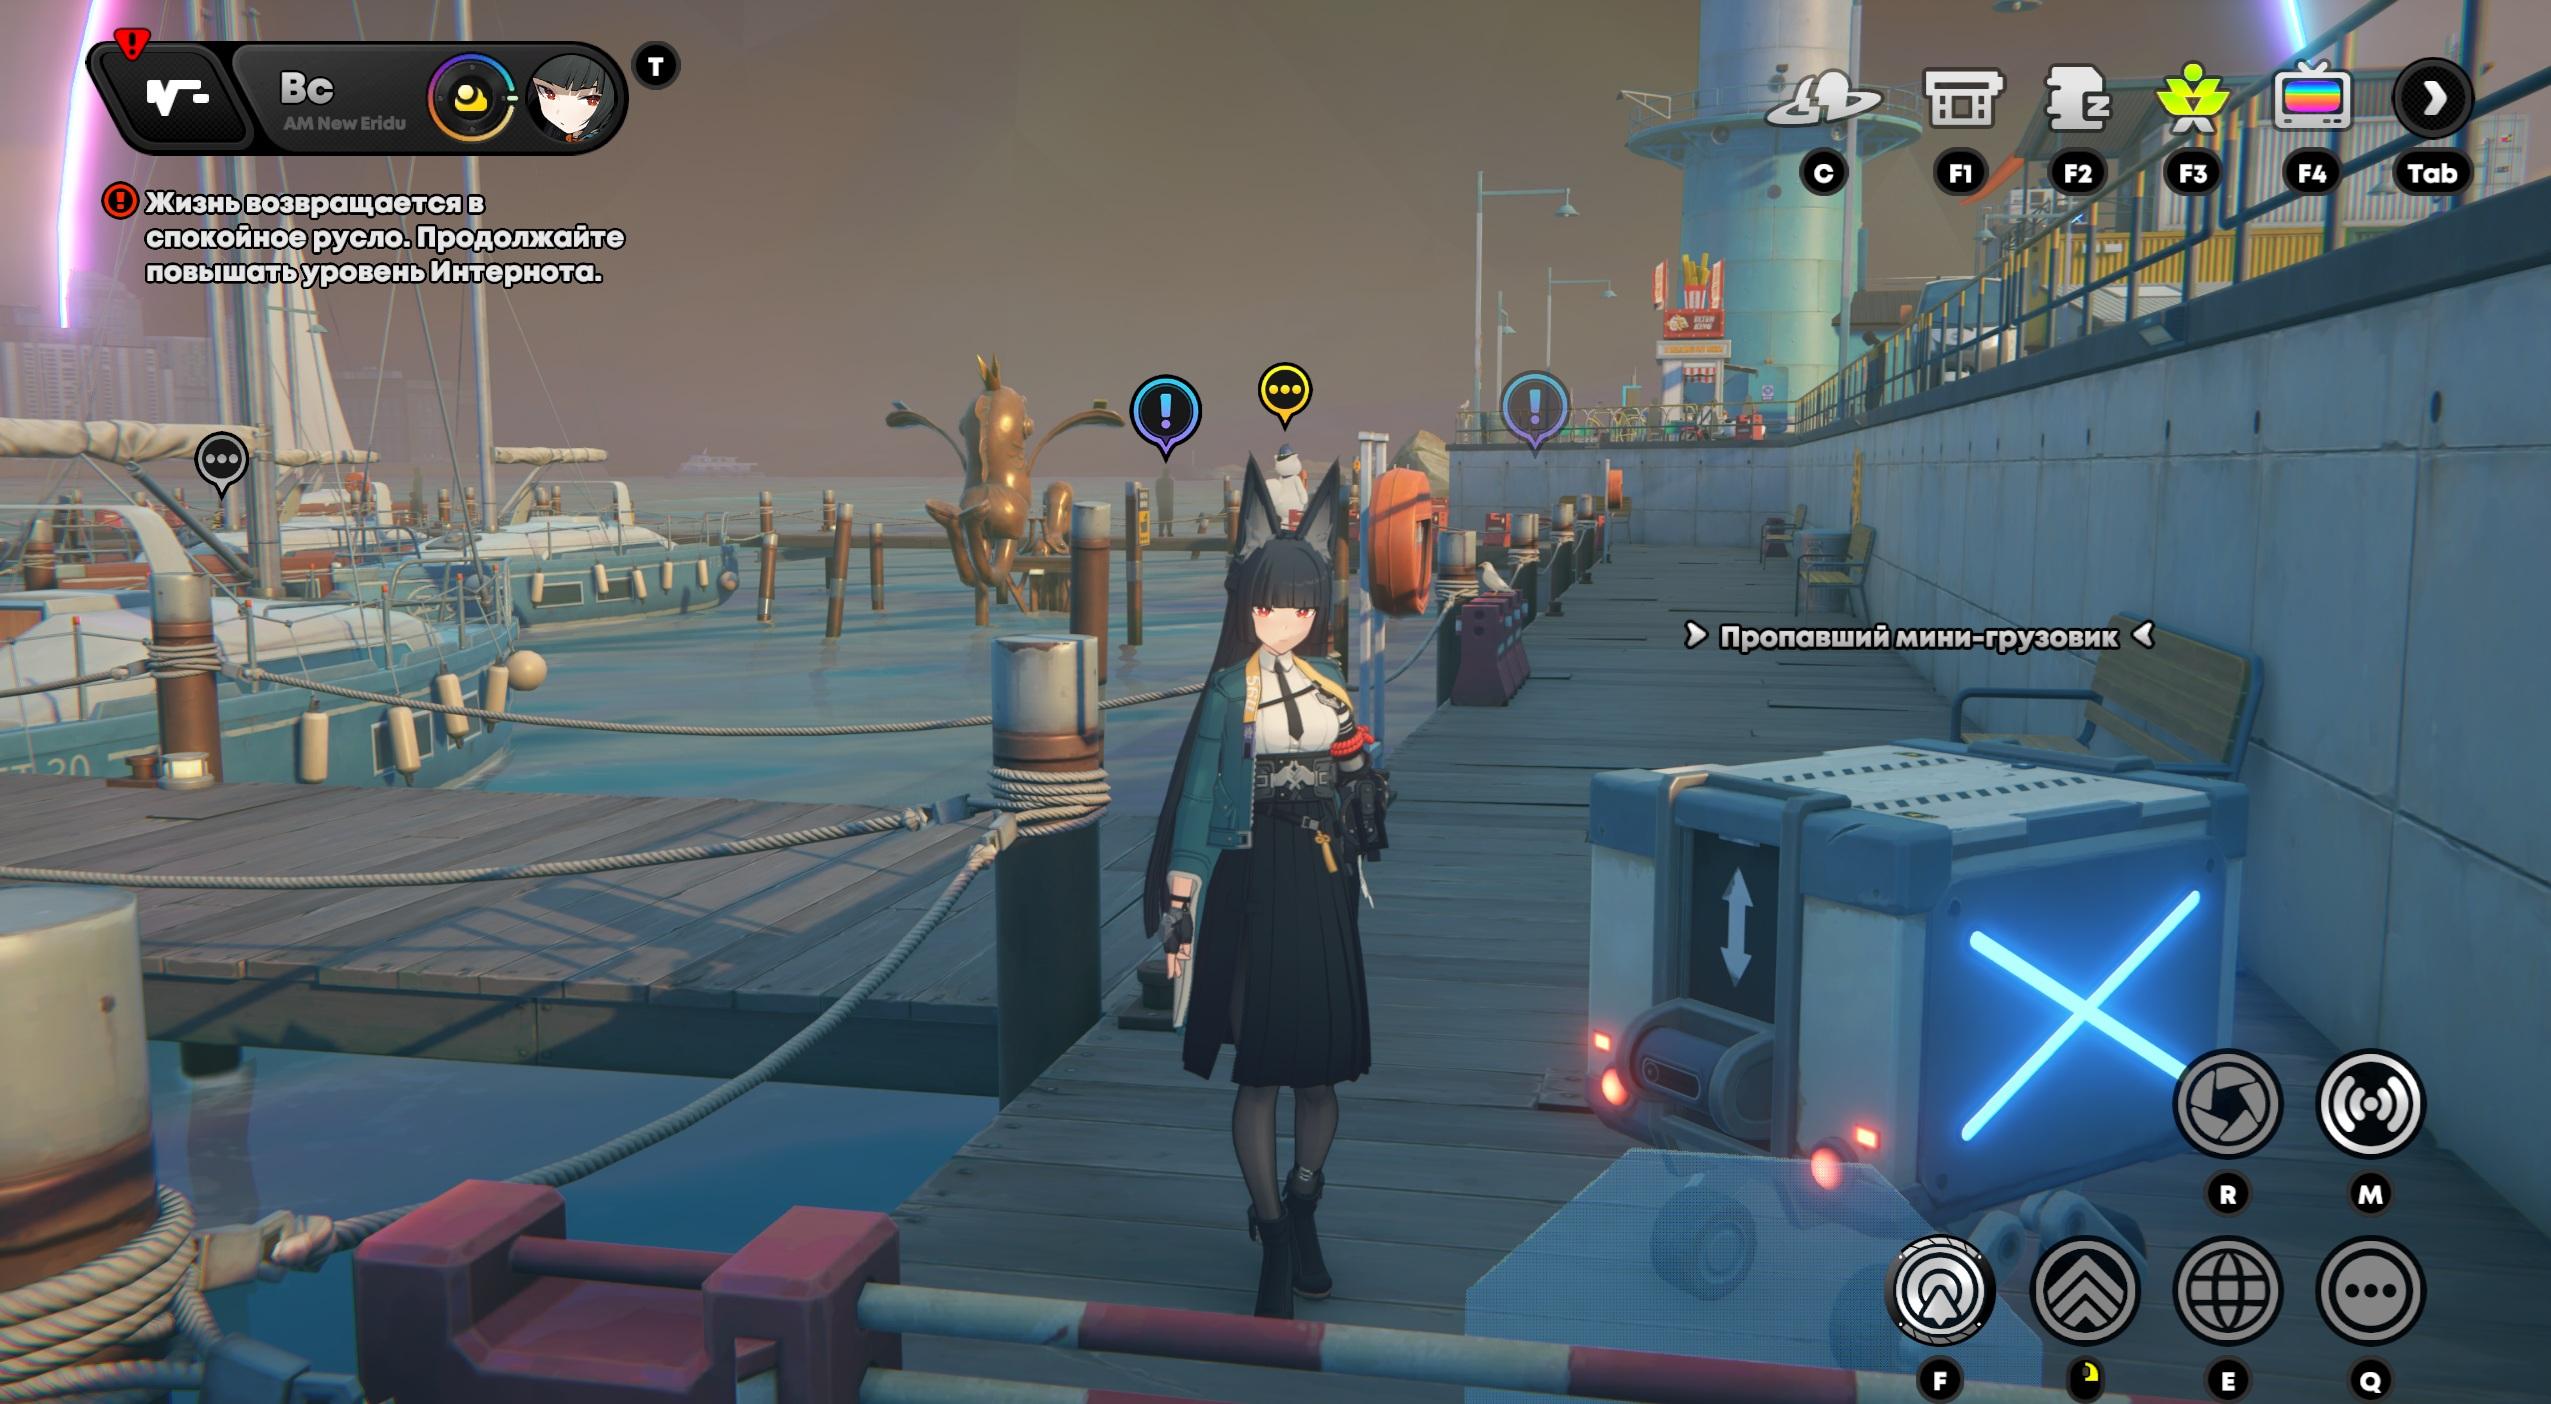 Вс
AM New Eridu
T
C
F1
F2
F3
F4
Tab
Жизнь возвращается в
спокойное русло. Продолжайте
повышать уровень Интернота.
Пропавший мини-грузовик
R
M
F
E
Q